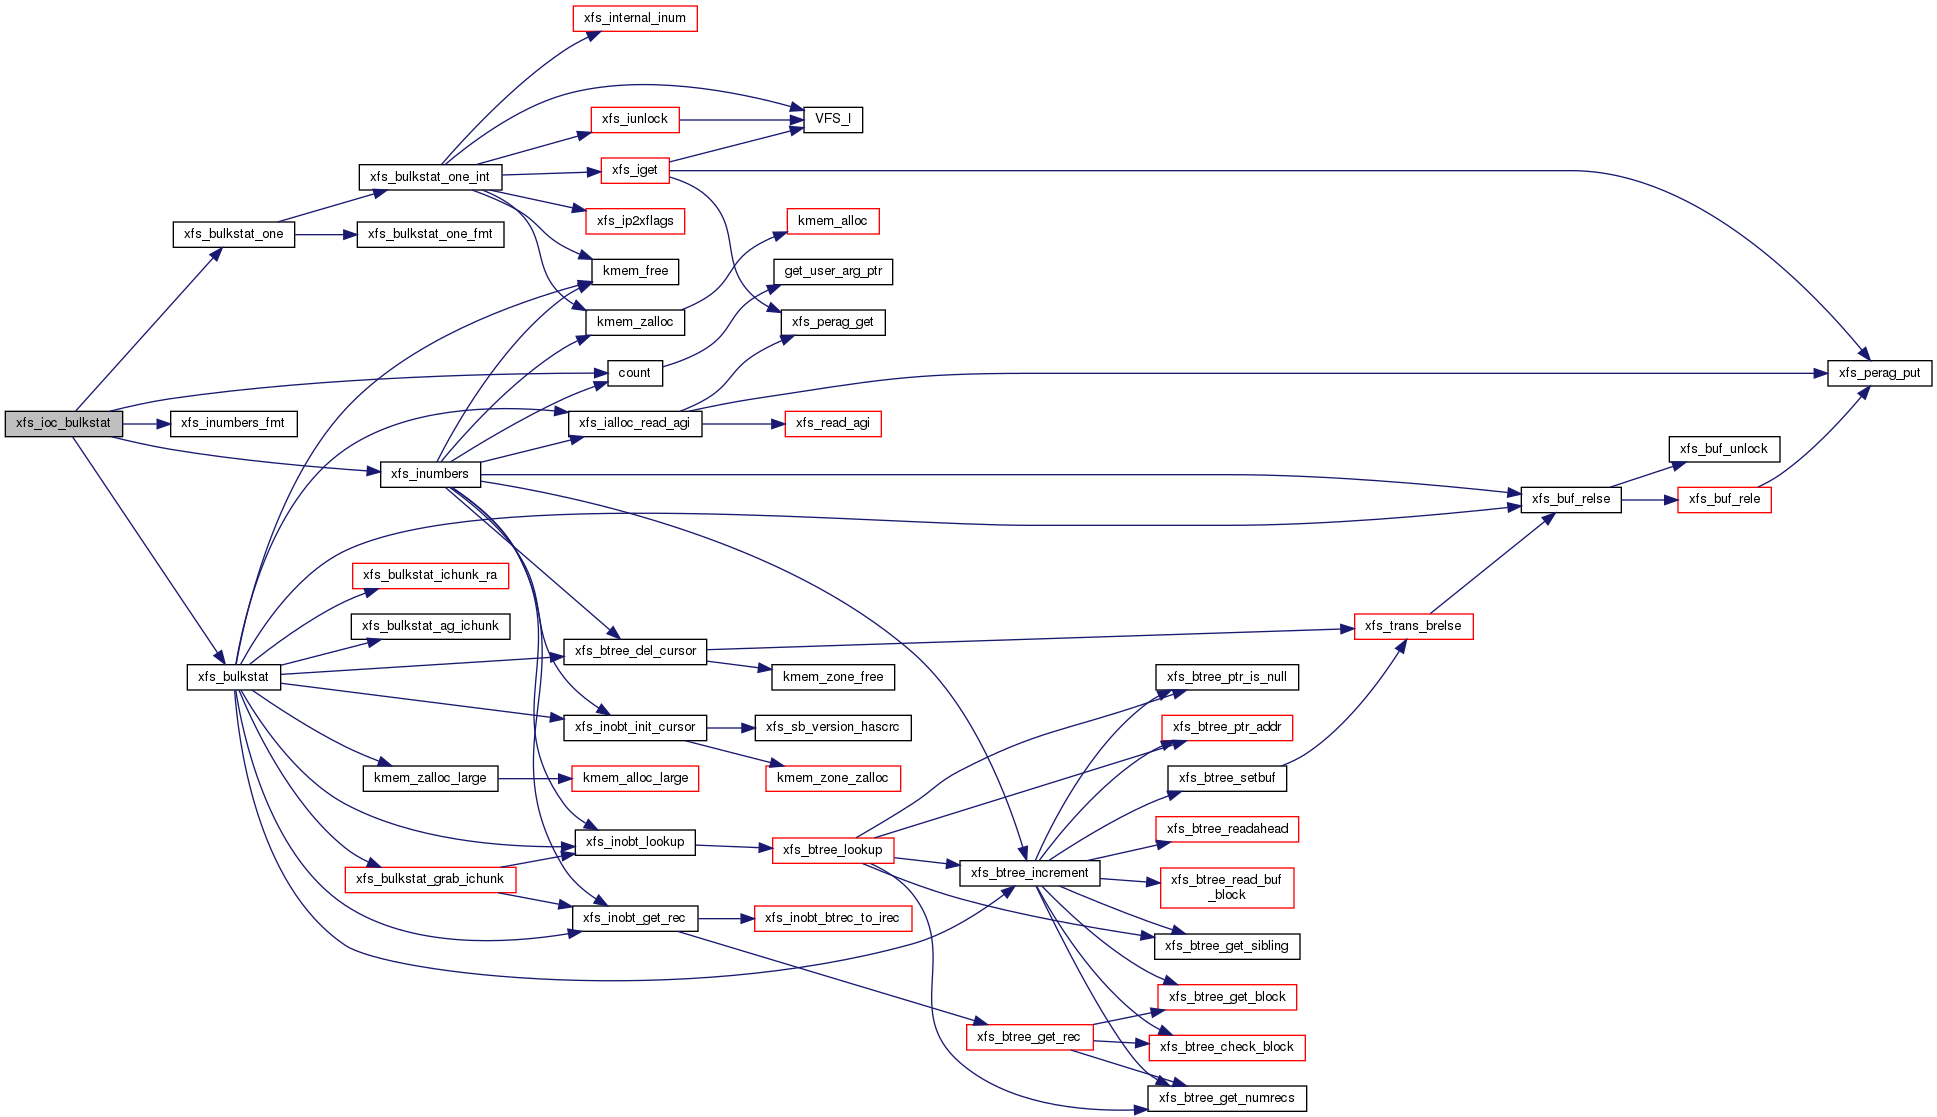 xfs_internal_inum
xfs_iunlock
VFS_I
xfs_bulkstat_one_int
xfs_iget
xfs_ip2xflags
kmem_alloc
xfs_bulkstat_one
xfs_bulkstat_one_fmt
kmem_free
get_user_arg_ptr
kmem_zalloc
xfs_perag_get
count
xfs_perag_put
xfs_ioc_bulkstat
xfs_inumbers_fmt
xfs_ialloc_read_agi
xfs_read_agi
xfs_buf_unlock
xfs_inumbers
xfs_buf_relse
xfs_buf_rele
xfs_bulkstat_ichunk_ra
xfs_bulkstat_ag_ichunk
xfs_trans_brelse
xfs_btree_del_cursor
xfs_bulkstat
kmem_zone_free
xfs_btree_ptr_is_null
xfs_inobt_init_cursor
xfs_sb_version_hascrc
xfs_btree_ptr_addr
kmem_zalloc_large
kmem_alloc_large
kmem_zone_zalloc
xfs_btree_setbuf
xfs_btree_readahead
xfs_inobt_lookup
xfs_btree_lookup
xfs_btree_increment
xfs_bulkstat_grab_ichunk
xfs_btree_read_buf
_block
xfs_inobt_get_rec
xfs_inobt_btrec_to_irec
xfs_btree_get_sibling
xfs_btree_get_block
xfs_btree_get_rec
xfs_btree_check_block
xfs_btree_get_numrecs